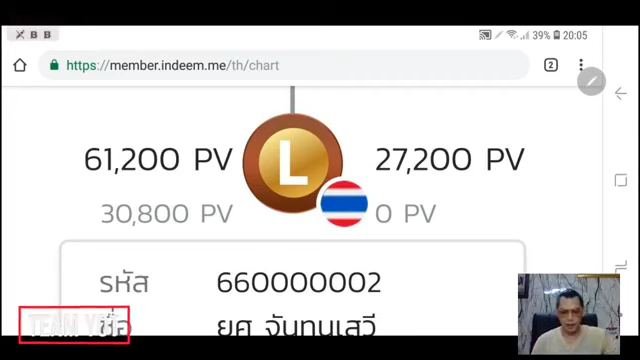 39% 20:05
https://member.indeem.me/th/chart 2
61,200 PV L 27,200 PV
30,800 PV 0 PV
รหัส 660000002
ชื่อ ยศ จันทนเสวี
TEAM